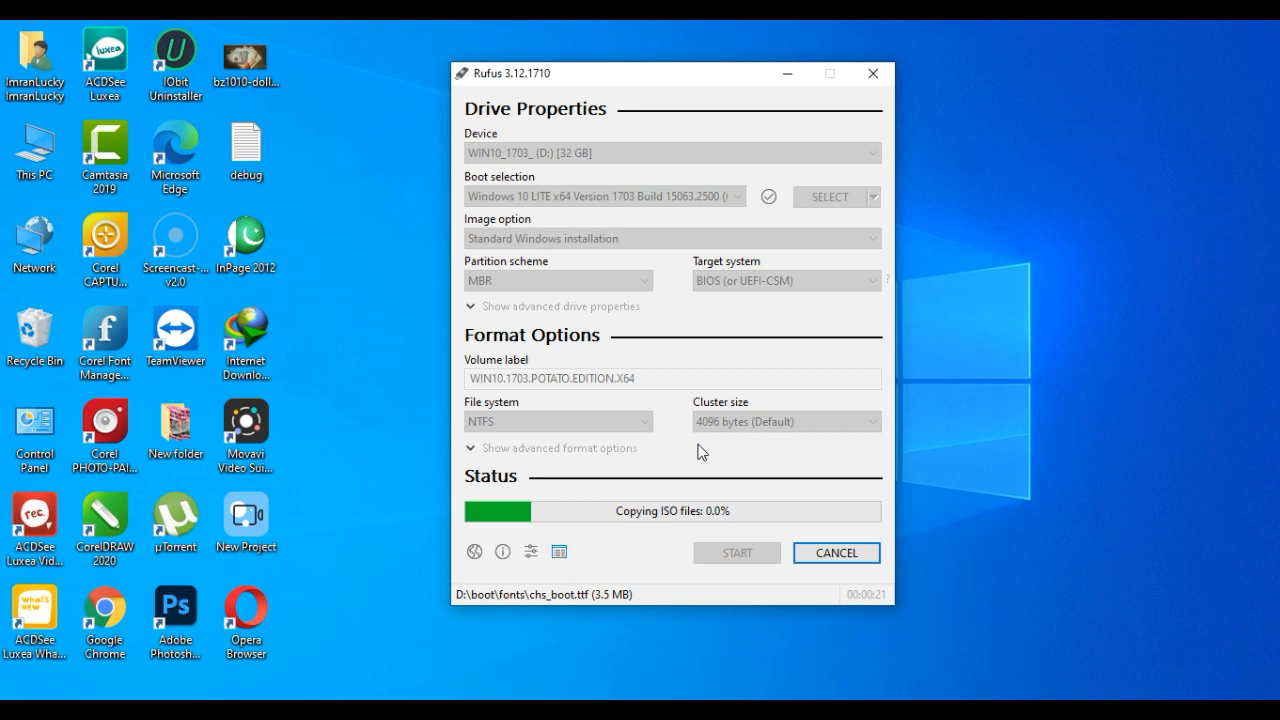 ImranLucky
ImranLucky
luxea
ACDSee
Luxea
IObit
Uninstaller
bz1010-doll...
This PC
Camtasia
2019
Microsoft
Edge
debug
Network
Corel
CAPTU...
Screencast-...
v2.0
InPage 2012
Recycle Bin
Corel Font
Manage...
TeamViewer
Internet
Downlo...
Control
Panel
Corel
PHOTO-PAI...
New folder
Movavi
Video Sui...
rec
ACDSee
Luxea Vid...
CorelDRAW
2020
µTorrent
New Project
what's
new
ACDSee
Luxea Wha...
Google
Chrome
Ps
Adobe
Photosh...
Opera
Browser
Rufus 3.12.1710
Drive Properties
Device
WIN10_1703_ (D:) [32 GB]
Boot selection
Windows 10 LITE x64 Version 1703 Build 15063.2500 (
SELECT
Image option
Standard Windows installation
Partition scheme
Target system
MBR
BIOS (or UEFI-CSM)
?
Show advanced drive properties
Format Options
Volume label
WIN10.1703.POTATO.EDITION.X64
File system
Cluster size
NTFS
4096 bytes (Default)
Show advanced format options
Status
Copying ISO files: 0.0%
START
CANCEL
D:\boot\fonts\chs_boot.ttf (3.5 MB)
00:00:21